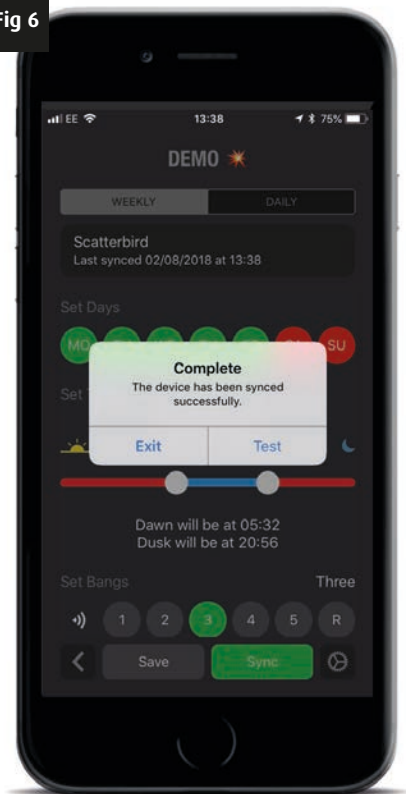 Fig 6
EE 13:38 75%
DEMO
WEEKLY DAILY
Scatterbird
Last synced 02/08/2018 at 13:38
Set Days
MO SU
Set
Complete
The device has been synced
successfully.
Exit Test
Dawn will be at 05:32
Dusk will be at 20:56
Set Bangs Three
1 2 3 4 5 R
Save Sync